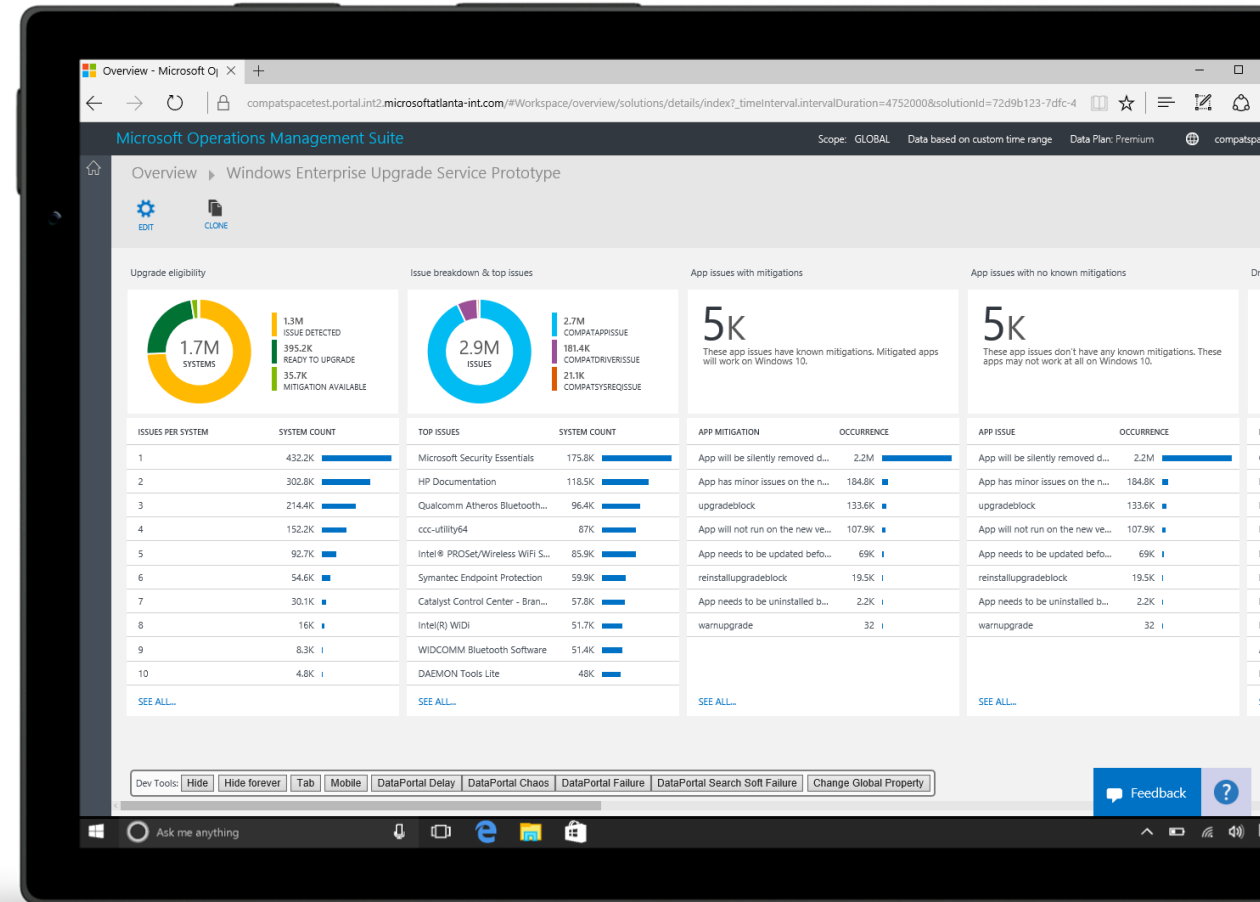 Overview - Microsoft O
compatspacetest.portal.int2.microsoftatlanta-int.com/#Workspace/overview/solutions/details/index?_timeInterval.intervalDuration=4752000&solutionId=72d9b123-7dfc-4
Microsoft Operations Management Suite
Scope: GLOBAL Data based on custom time range Data Plan: Premium compatspa
Overview Windows Enterprise Upgrade Service Prototype
EDIT CLONE
Upgrade eligibility
1.7M
SYSTEMS
1.3M
ISSUE DETECTED
395.2K
READY TO UPGRADE
35.7K
MITIGATION AVAILABLE
ISSUES PER SYSTEM SYSTEM COUNT
1 432.2K
2 302.8K
3 214.4K
4 152.2K
5 92.7K
6 54.6K
7 30.1K
8 16K
9 8.3K
10 4.8K
SEE ALL...
Issue breakdown & top issues
2.9M
ISSUES
2.7M
COMPATAPPISSUE
181.4K
COMPATDRIVERISSUE
21.1K
COMPATSYSREQISSUE
TOP ISSUES SYSTEM COUNT
Microsoft Security Essentials 175.8K
HP Documentation 118.5K
Qualcomm Atheros Bluetooth... 96.4K
ccc-utility64 87K
Intel® PROSet/Wireless WiFi S... 85.9K
Symantec Endpoint Protection 59.9K
Catalyst Control Center - Bran... 57.8K
Intel(R) WiDi 51.7K
WIDCOMM Bluetooth Software 51.4K
DAEMON Tools Lite 48K
SEE ALL...
App issues with mitigations
5K
These app issues have known mitigations. Mitigated apps
will work on Windows 10.
APP MITIGATION OCCURRENCE
App will be silently removed d... 2.2M
App has minor issues on the n... 184.8K
upgradeblock 133.6K
App will not run on the new ve... 107.9K
App needs to be updated befo... 69K
reinstallupgradeblock 19.5K
App needs to be uninstalled b... 2.2K
warnupgrade 32
SEE ALL...
App issues with no known mitigations
5K
These app issues don't have any known mitigations. These
apps may not work at all on Windows 10.
APP ISSUE OCCURRENCE
App will be silently removed d... 2.2M
App has minor issues on the n... 184.8K
upgradeblock 133.6K
App will not run on the new ve... 107.9K
App needs to be updated befo... 69K
reinstallupgradeblock 19.5K
App needs to be uninstalled b... 2.2K
warnupgrade 32
SEE ALL...
Dr
Dev Tools: Hide Hide forever Tab Mobile DataPortal Delay DataPortal Chaos DataPortal Failure DataPortal Search Soft Failure Change Global Property
Feedback ?
Ask me anything